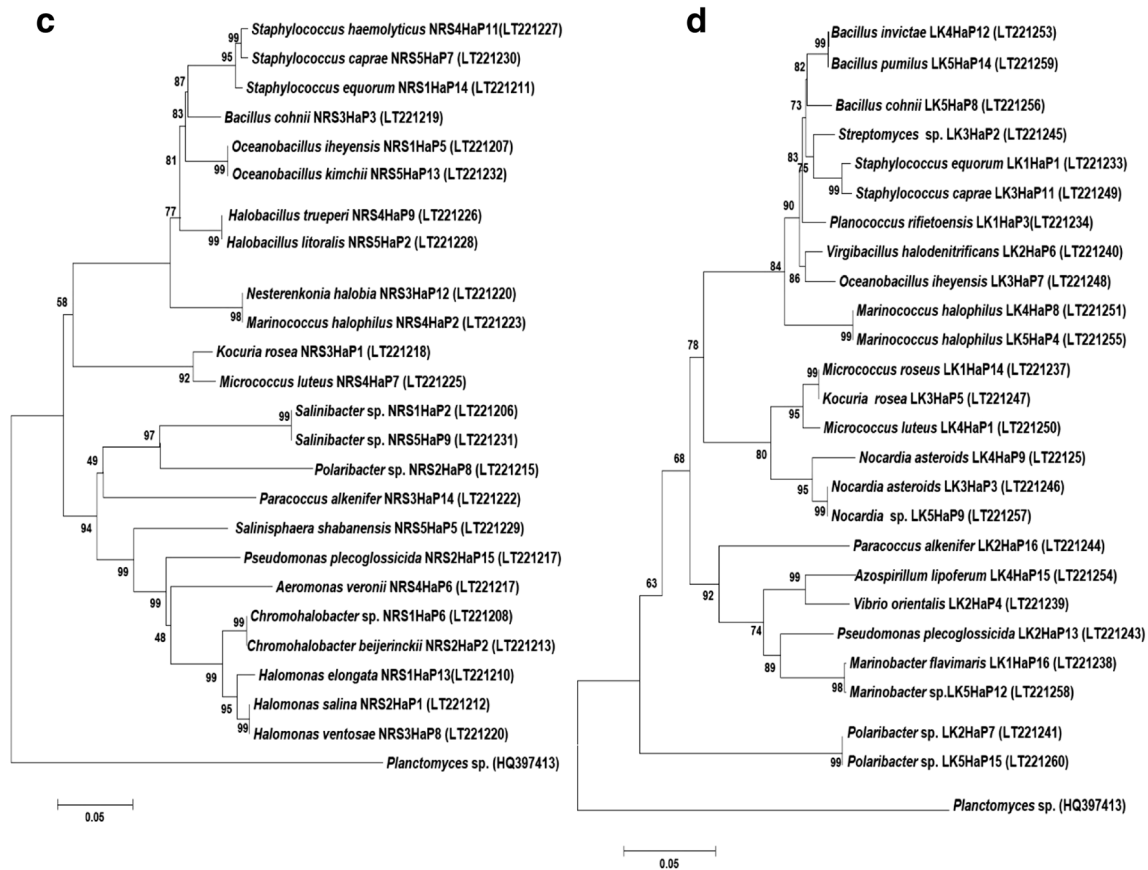 c
Staphylococcus haemolyticus NRS4HaP11(LT221227)
99
Staphylococcus caprae NRS5HaP7 (LT221230)
95
87
Staphylococcus equorum NRS1HaP14 (LT221211)
83
Bacillus cohnii NRS3HaP3 (LT221219)
Oceanobacillus iheyensis NRS1HaP5 (LT221207)
81
99
Oceanobacillus kimchii NRS5HaP13 (LT221232)
77
Halobacillus trueperi NRS4HaP9 (LT221226)
99
Halobacillus litoralis NRS5HaP2 (LT221228)
58
Nesterenkonia halobia NRS3HaP12 (LT221220)
98
Marinococcus halophilus NRS4HaP2 (LT221223)
Kocuria rosea NRS3HaP1 (LT221218)
92
Micrococcus luteus NRS4HaP7 (LT221225)
Salinibacter sp. NRS1HaP2 (LT221206)
99
97
Salinibacter sp. NRS5HaP9 (LT221231)
49
Polaribacter sp. NRS2HaP8 (LT221215)
Paracoccus alkenifer NRS3HaP14 (LT221222)
94
Salinisphaera shabanensis NRS5HaP5 (LT221229)
99
Pseudomonas plecoglossicida NRS2HaP15 (LT221217)
99
Aeromonas veronii NRS4HaP6 (LT221217)
48
Chromohalobacter sp. NRS1HaP6 (LT221208)
99
Chromohalobacter beijerinckii NRS2HaP2 (LT221213)
99
Halomonas elongata NRS1HaP13(LT221210)
95
Halomonas salina NRS2HaP1 (LT221212)
99
Halomonas ventosae NRS3HaP8 (LT221220)
Planctomyces sp. (HQ397413)
0.05
d
Bacillus invictae LK4HaP12 (LT221253)
99
82
Bacillus pumilus LK5HaP14 (LT221259)
73
Bacillus cohnii LK5HaP8 (LT221256)
Streptomyces sp. LK3HaP2 (LT221245)
83
75
Staphylococcus equorum LK1HaP1 (LT221233)
99
Staphylococcus caprae LK3HaP11 (LT221249)
90
Planococcus rifietoensis LK1HaP3(LT221234)
Virgibacillus halodenitrificans LK2HaP6 (LT221240)
84
86
Oceanobacillus iheyensis LK3HaP7 (LT221248)
Marinococcus halophilus LK4HaP8 (LT221251)
99
Marinococcus halophilus LK5HaP4 (LT221255)
78
Micrococcus roseus LK1HaP14 (LT221237)
99
Kocuria rosea LK3HaP5 (LT221247)
95
Micrococcus luteus LK4HaP1 (LT221250)
80
Nocardia asteroids LK4HaP9 (LT22125)
68
95
Nocardia asteroids LK3HaP3 (LT221246)
99
Nocardia sp. LK5HaP9 (LT221257)
Paracoccus alkenifer LK2HaP16 (LT221244)
63
99
Azospirillum lipoferum LK4HaP15 (LT221254)
92
Vibrio orientalis LK2HaP4 (LT221239)
74
Pseudomonas plecoglossicida LK2HaP13 (LT221243)
89
Marinobacter flavimaris LK1HaP16 (LT221238)
98
Marinobacter sp.LK5HaP12 (LT221258)
Polaribacter sp. LK2HaP7 (LT221241)
99
Polaribacter sp. LK5HaP15 (LT221260)
Planctomyces sp. (HQ397413)
0.05